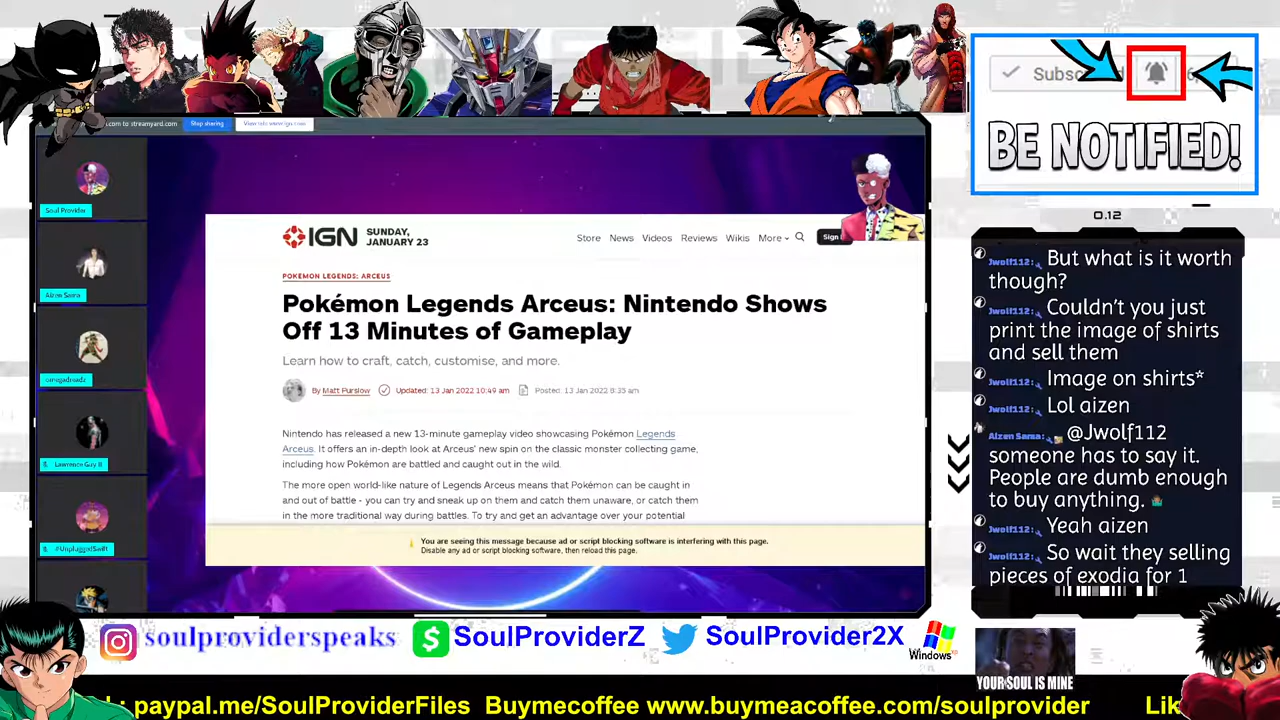 .com to streamyard.com
Stop sharing
Soul Provider
Aizen Sama
omegadreadz
Lawrence Guy II
#UnpluggedSwift
IGN
SUNDAY,
JANUARY 23
Store News Videos Reviews Wikis More
Sign
POKEMON LEGENDS: ARCEUS
Pokémon Legends Arceus: Nintendo Shows
Off 13 Minutes of Gameplay
Learn how to craft, catch, customise, and more.
By Matt Purslow Updated: 13 Jan 2022 10:49 am Posted: 13 Jan 2022 8:35 am
Nintendo has released a new 13-minute gameplay video showcasing Pokémon Legends
Arceus. It offers an in-depth look at Arceus' new spin on the classic monster collecting game,
including how Pokémon are battled and caught out in the wild.
The more open world-like nature of Legends Arceus means that Pokémon can be caught in
and out of battle - you can try and sneak up on them and catch them unaware, or catch them
in the more traditional way during battles. To try and get an advantage over your potential
You are seeing this message because ad or script blocking software is interfering with this page.
Disable any ad or script blocking software, then reload this page.
BE NOTIFIED!
0.12
Jwolf112: But what is it worth
though?
Jwolf112: Couldn't you just
print the image of shirts
and sell them
Jwolf112: Image on shirts*
Jwolf112: Lol aizen
Aizen Sama: @Jwolf112
someone has to say it.
People are dumb enough
to buy anything.
Jwolf112: Yeah aizen
Jwolf112: So wait they selling
pieces of exodia for 1
soulproviderspeaks SoulProviderZ SoulProvider2X
Windows
YOUR SOUL IS MINE
: paypal.me/SoulProviderFiles Buymecoffee www.buymeacoffee.com/soulprovider Lik